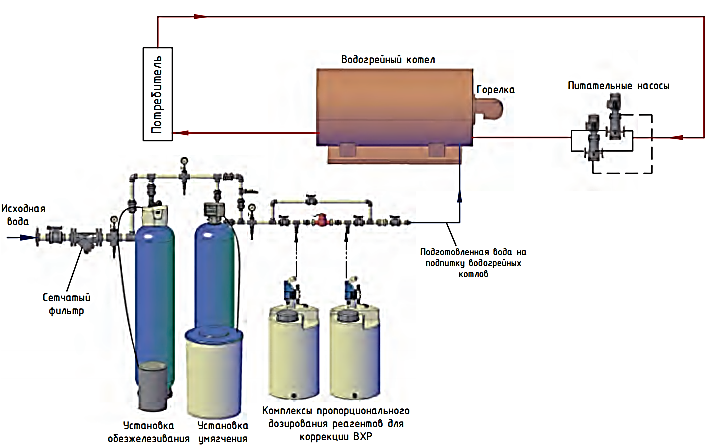 Потребитель
Водогрейный котел
Горелка
Питательные насосы
Исходная
вода
Сетчатый
фильтр
Подготовленная вода на
подпитку водогрейных
котлов
Установка
обезжелезивания
Установка
умягчения
Комплексы пропорционального
дозирования реагентов для
коррекции ВХР